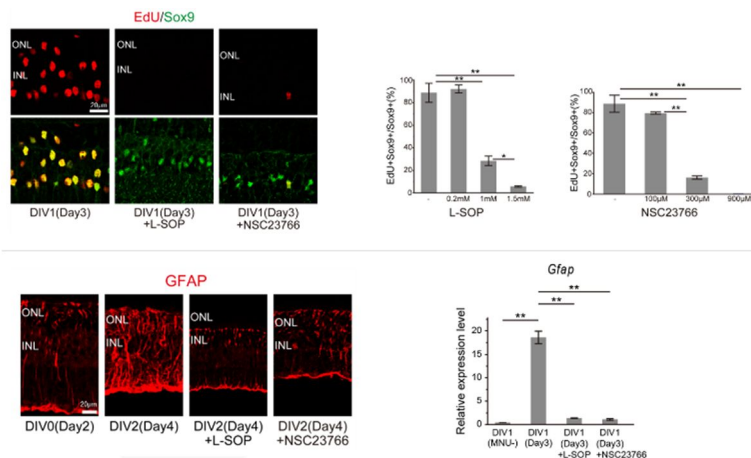 EdU/Sox9
ONL
INL
20μm
ONL
INL
ONL
INL
DIV1(Day3)
DIV1(Day3)
+L-SOP
DIV1(Day3)
+NSC23766
EdU+Sox9+/Sox9+(%)
100
80
60
40
20
0
**
**
*
-
0.2mM
1mM
1.5mM
L-SOP
EdU+Sox9+/Sox9+(%)
100
80
60
40
20
0
**
**
**
-
100μM
300μM
900μM
NSC23766
GFAP
ONL
INL
20μm
ONL
INL
ONL
INL
ONL
INL
DIV0(Day2)
DIV2(Day4)
DIV2(Day4)
+L-SOP
DIV2(Day4)
+NSC23766
Gfap
Relative expression level
20
15
10
5
0
**
**
**
DIV1
(MNU-)
DIV1
(Day3)
DIV1
(Day3)
+L-SOP
DIV1
(Day3)
+NSC23766